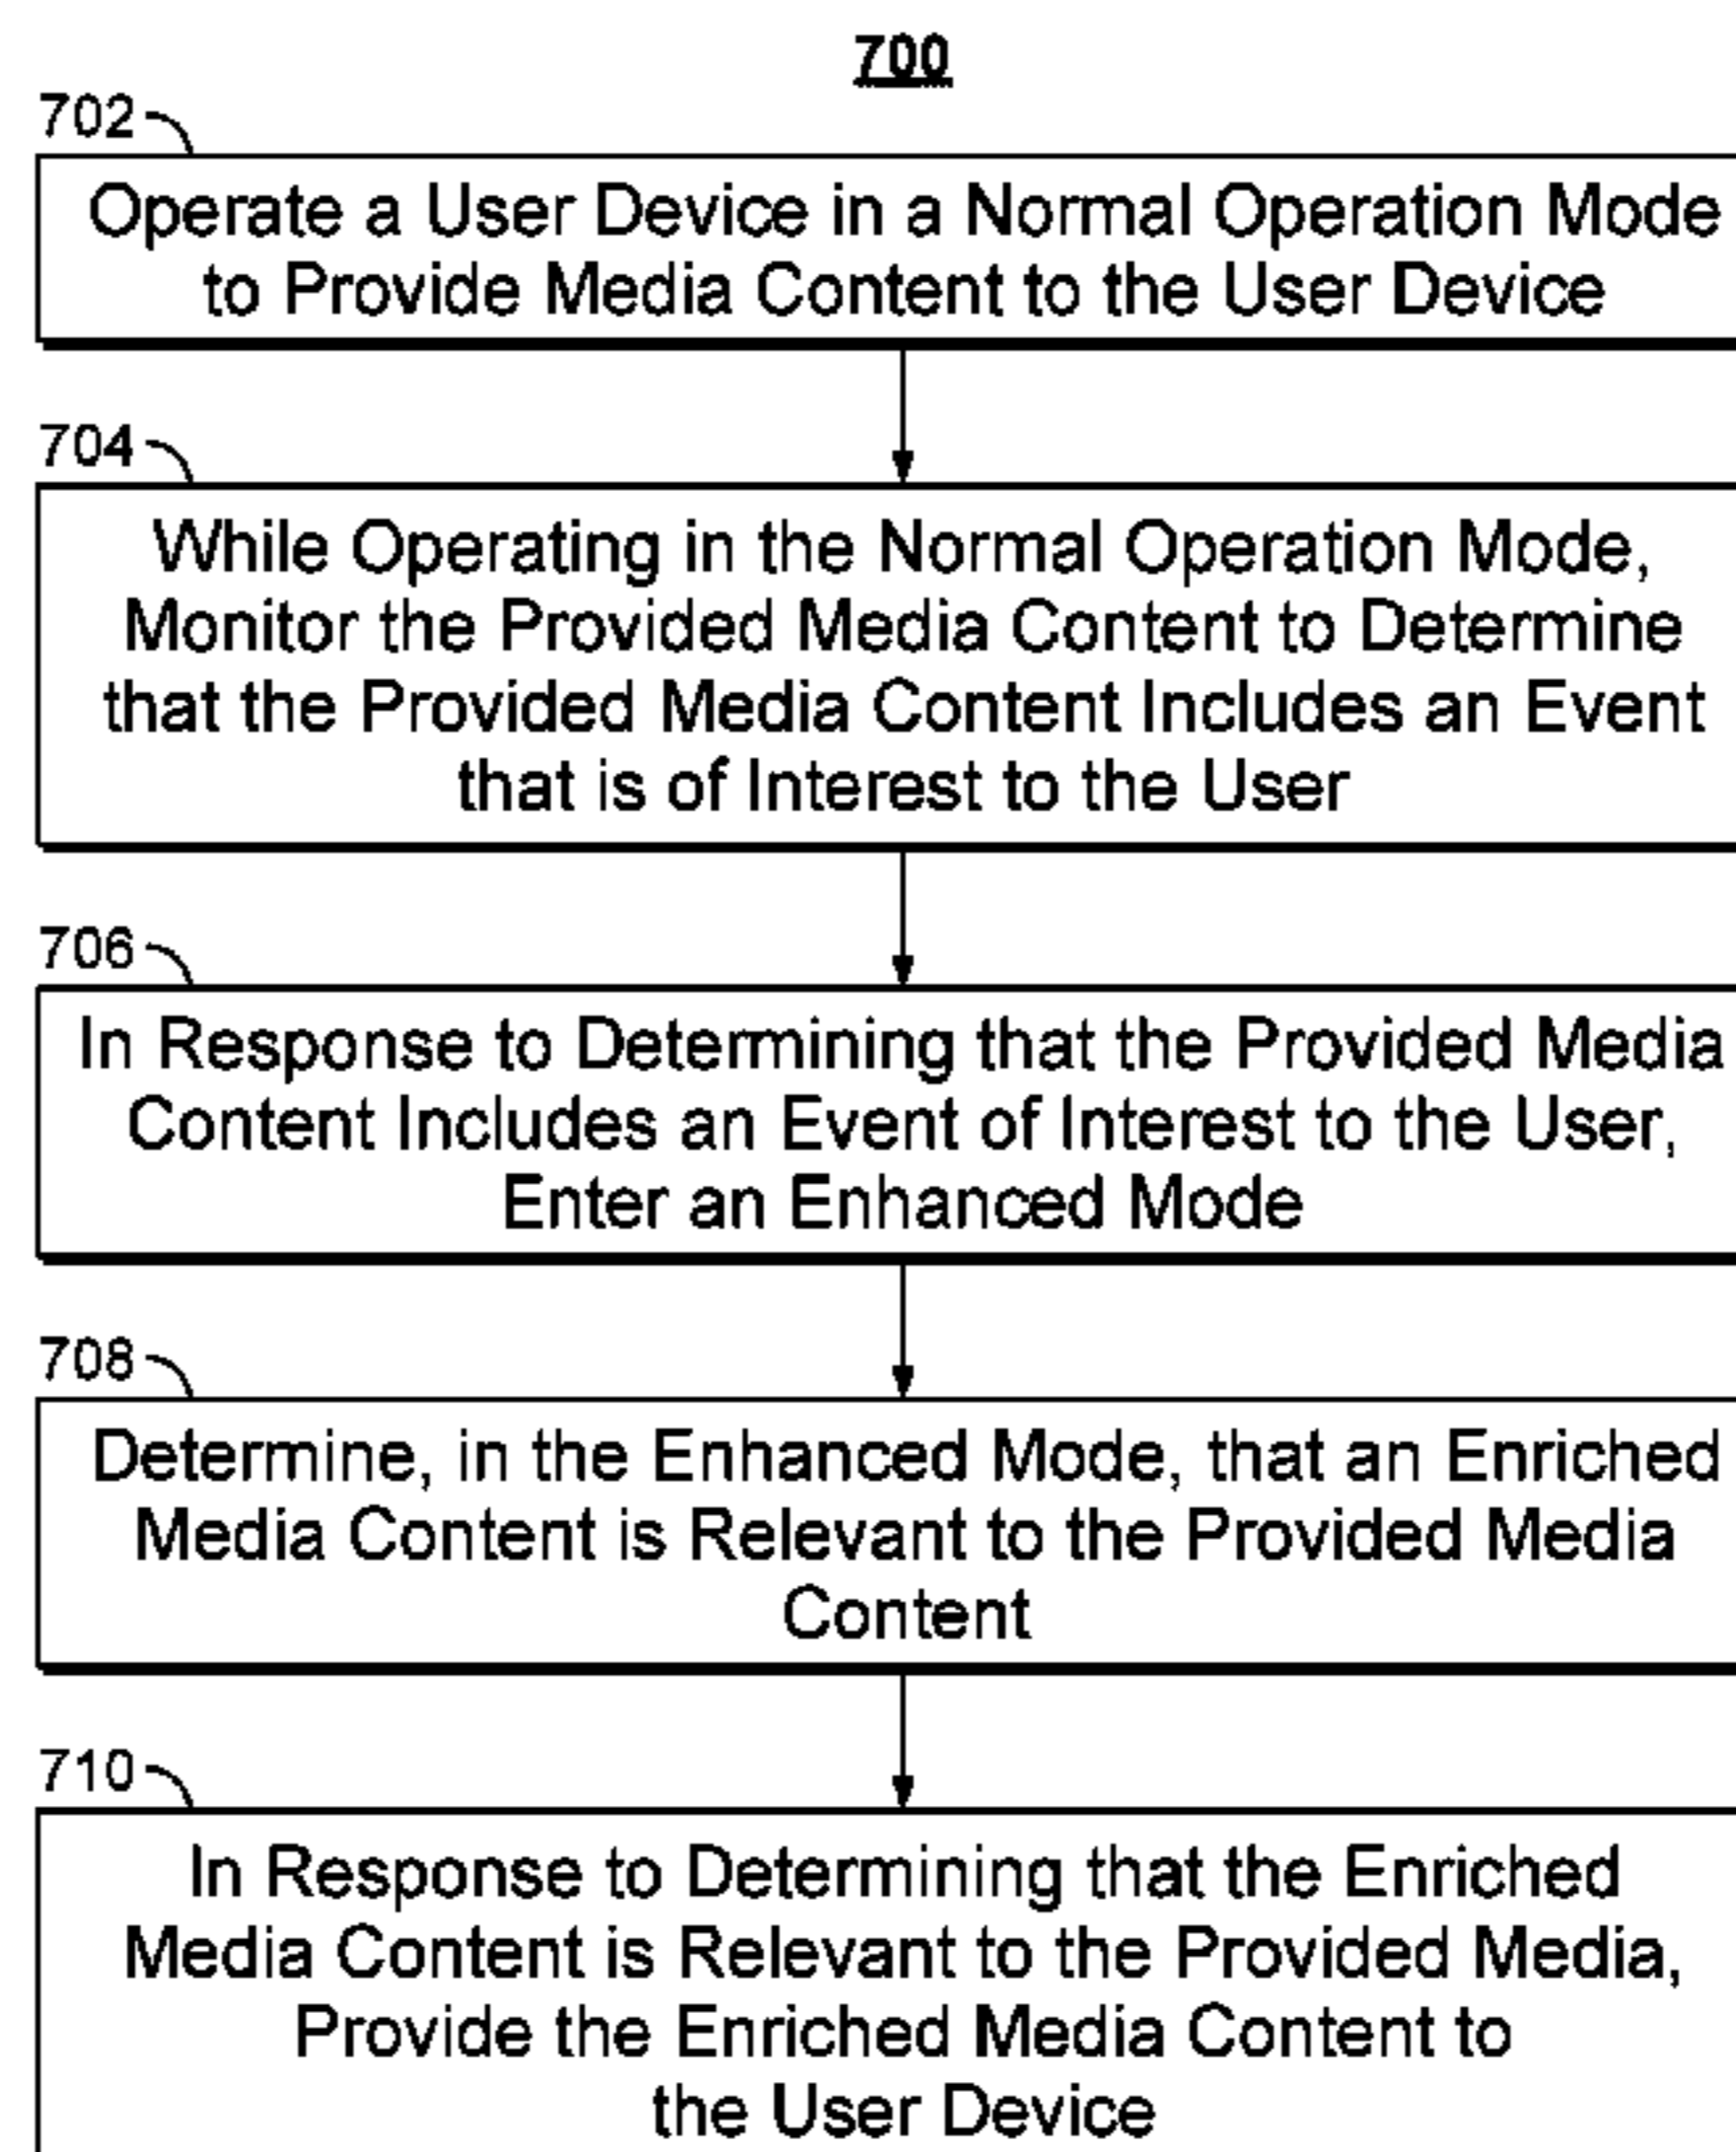 700
702
Operate a User Device in a Normal Operation Mode
to Provide Media Content to the User Device
704
While Operating in the Normal Operation Mode,
Monitor the Provided Media Content to Determine
that the Provided Media Content Includes an Event
that is of Interest to the User
706
In Response to Determining that the Provided Media
Content Includes an Event of Interest to the User,
Enter an Enhanced Mode
708
Determine, in the Enhanced Mode, that an Enriched
Media Content is Relevant to the Provided Media
Content
710
In Response to Determining that the Enriched
Media Content is Relevant to the Provided Media,
Provide the Enriched Media Content to
the User Device